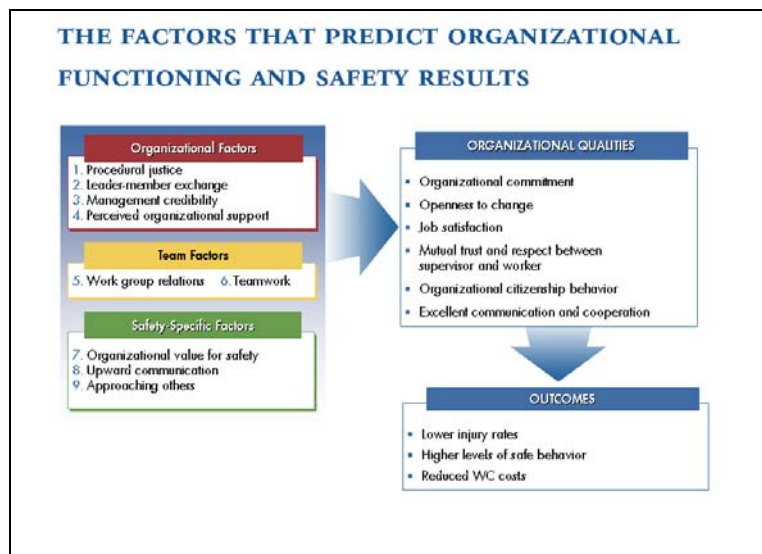 THE FACTORS THAT PREDICT ORGANIZATIONAL
FUNCTIONING AND SAFETY RESULTS
Organizational Factors
1. Procedural justice
2. Leader-member exchange
3. Management credibility
4. Perceived organizational support
Team Factors
5. Work group relations 6. Teamwork
Safety-Specific Factors
7. Organizational value for safety
8. Upward communication
9. Approaching others
ORGANIZATIONAL QUALITIES
▪ Organizational commitment
▪ Openness to change
▪ Job satisfaction
▪ Mutual trust and respect between
supervisor and worker
▪ Organizational citizenship behavior
▪ Excellent communication and cooperation
OUTCOMES
▪ Lower injury rates
▪ Higher levels of safe behavior
▪ Reduced WC costs